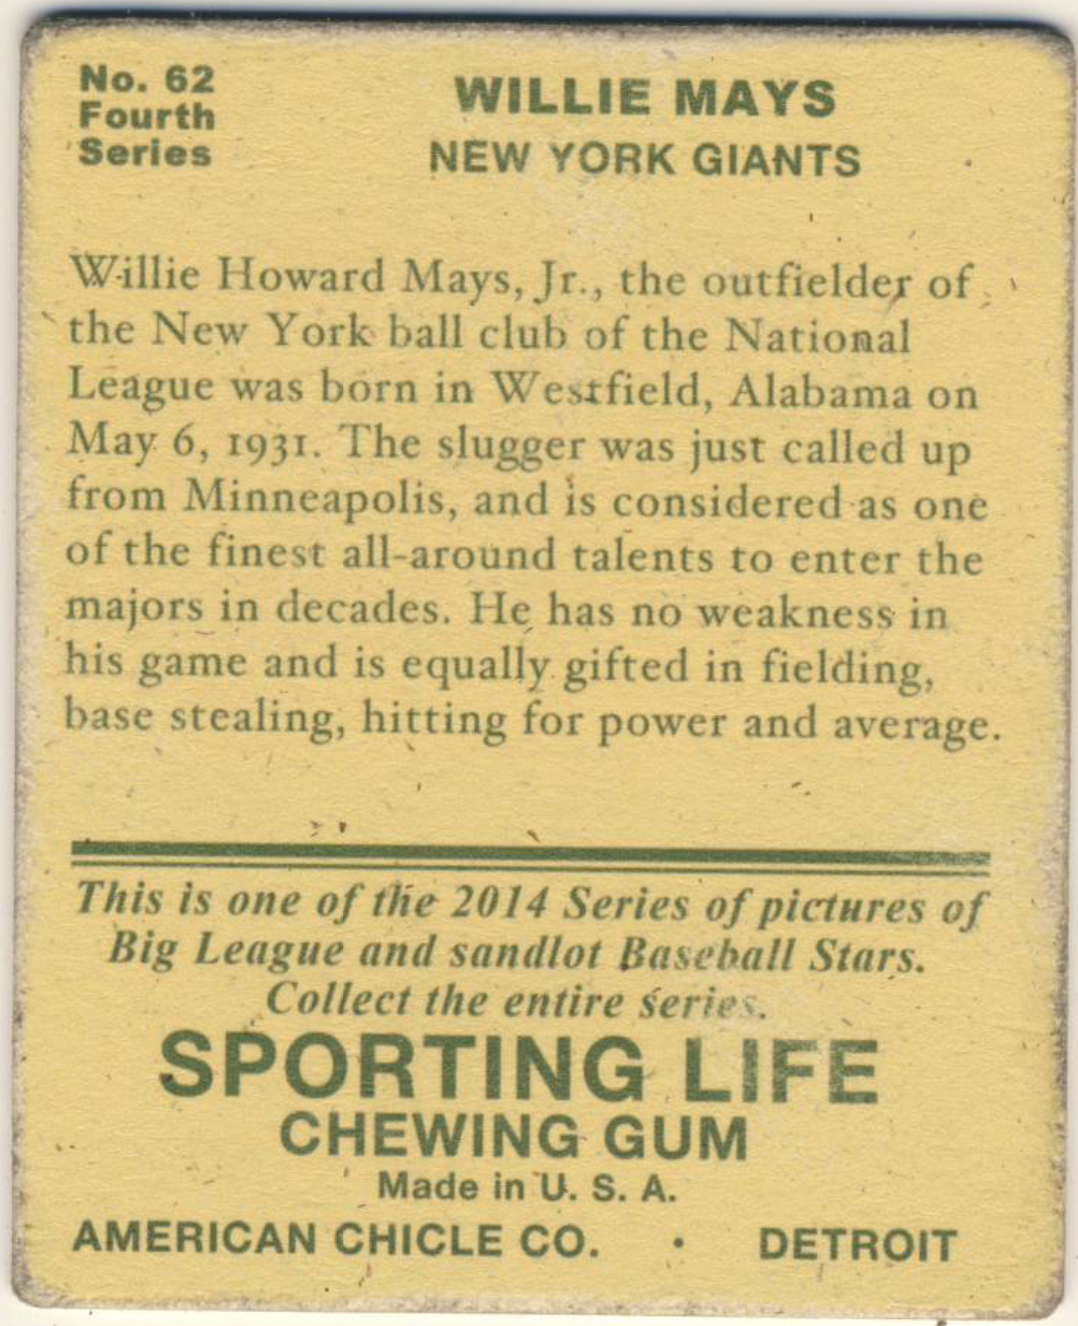 No. 62
Fourth
Series
WILLIE MAYS
NEW YORK GIANTS
Willie Howard Mays, Jr., the outfielder of
the New York ball club of the National
League was born in Westfield, Alabama on
May 6, 1931. The slugger was just called up
from Minneapolis, and is considered as one
of the finest all-around talents to enter the
majors in decades. He has no weakness in
his game and is equally gifted in fielding,
base stealing, hitting for power and average.
This is one of the 2014 Series of pictures of
Big League and sandlot Baseball Stars.
Collect the entire series.
SPORTING LIFE
CHEWING GUM
Made in U. S. A.
AMERICAN CHICLE CO. • DETROIT